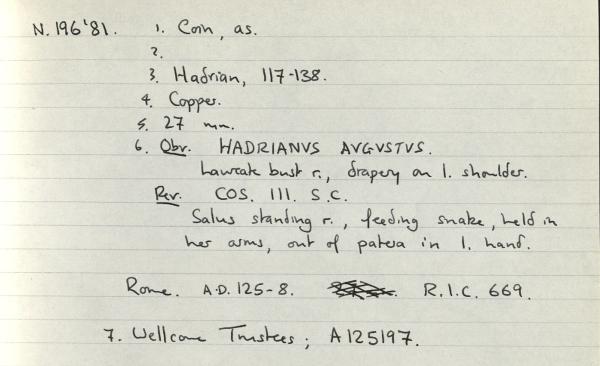 N. 196'81. 1. Coin, as.
2.
3. Hadrian, 117-138.
4. Copper.
5. 27 mm.
6. Obv. HADRIANVS AVGVSTVS.
Laureate bust r., drapery on l. shoulder.
Rev. COS. III. S.C.
Salus standing r., feeding snake, held in
her arms, out of patera in l. hand.
Rome. A.D. 125-8. R.I.C. 669.
7. Wellcome Trustees; A125197.